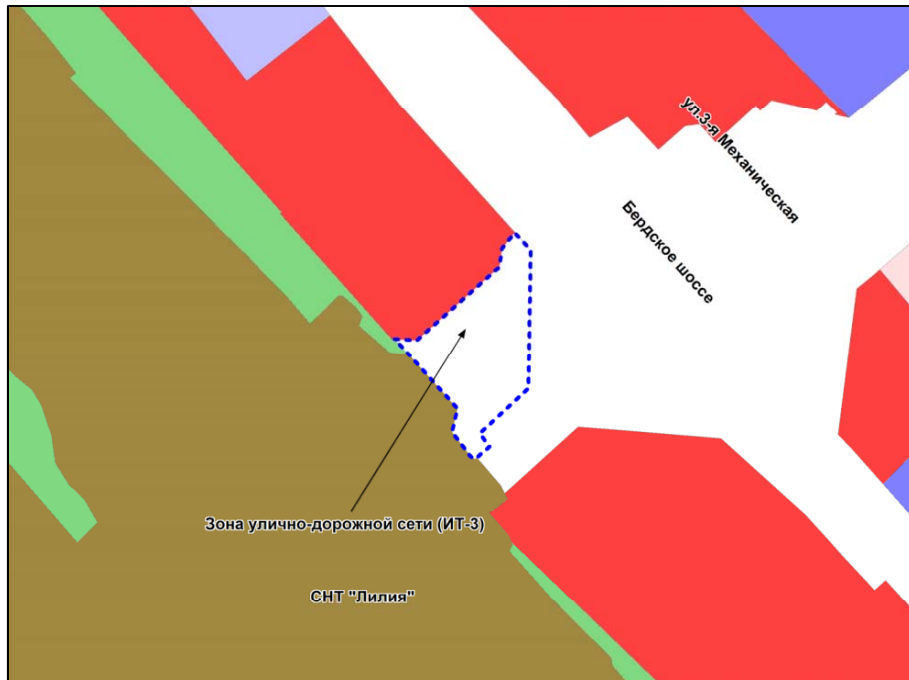 ул.3-я Механическая
Бердское шоссе
Зона улично-дорожной сети (ИТ-3)
СНТ "Лилия"